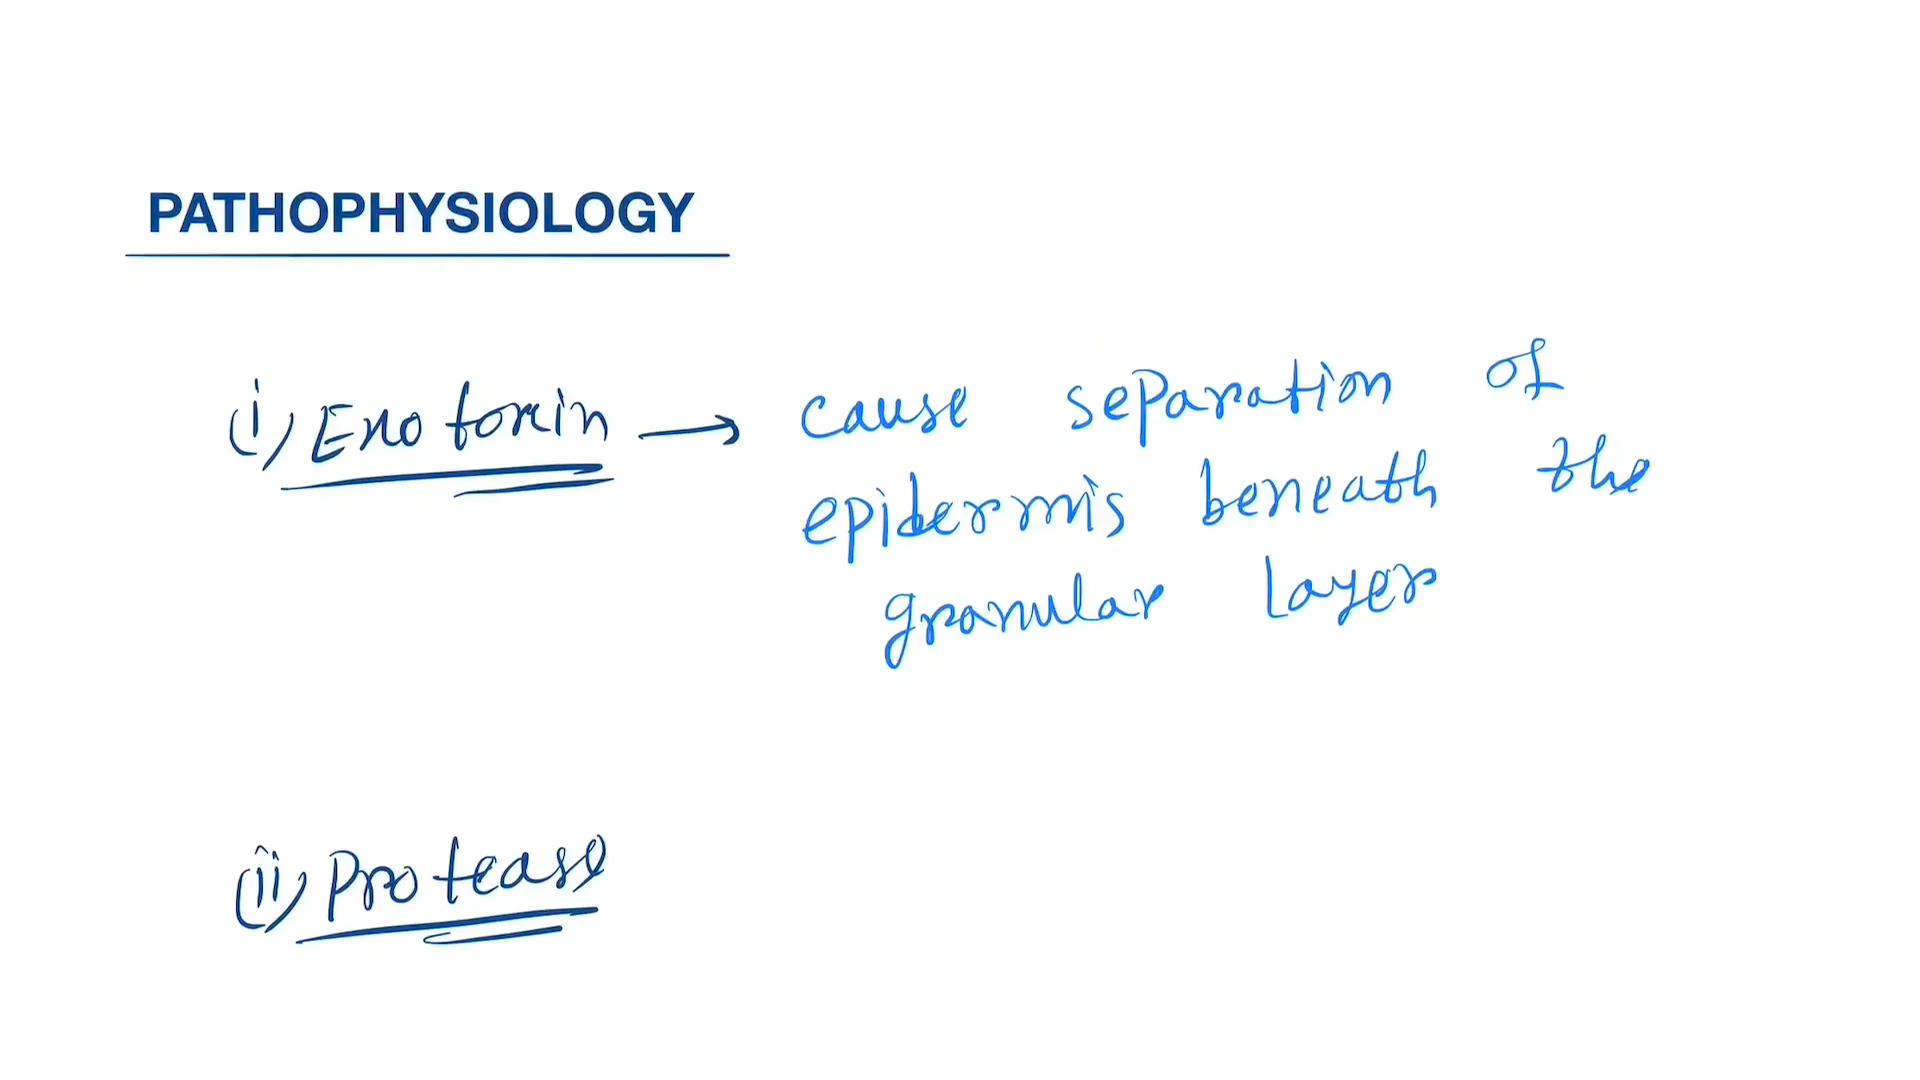 PATHOPHYSIOLOGY
(i) Exotoxin → cause separation of
epidermis beneath the
granular layer
(ii) Protease